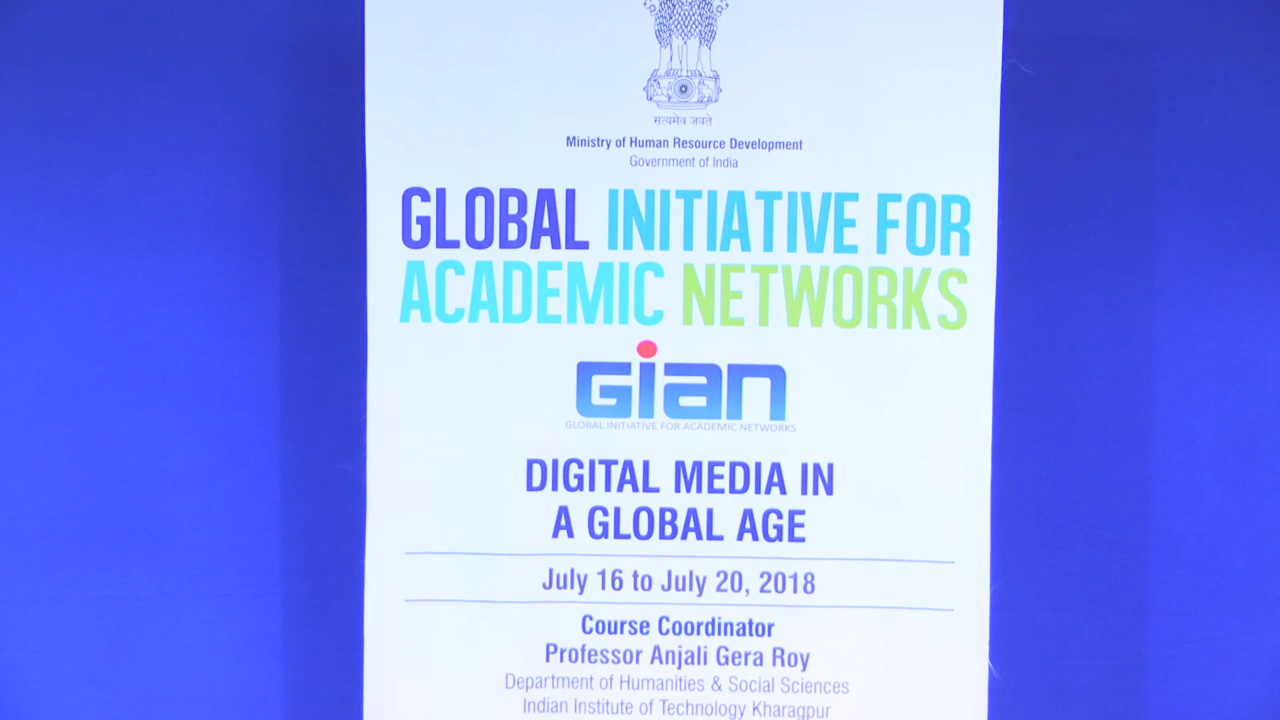 सत्यमेव जयते
Ministry of Human Resource Development
Government of India
GLOBAL INITIATIVE FOR
ACADEMIC NETWORKS
GIAN
GLOBAL INITIATIVE FOR ACADEMIC NETWORKS
DIGITAL MEDIA IN
A GLOBAL AGE
July 16 to July 20, 2018
Course Coordinator
Professor Anjali Gera Roy
Department of Humanities & Social Sciences
Indian Institute of Technology Kharagpur